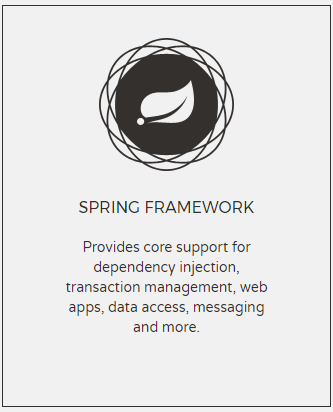 SPRING FRAMEWORK
Provides core support for
dependency injection,
transaction management, web
apps, data access, messaging
and more.